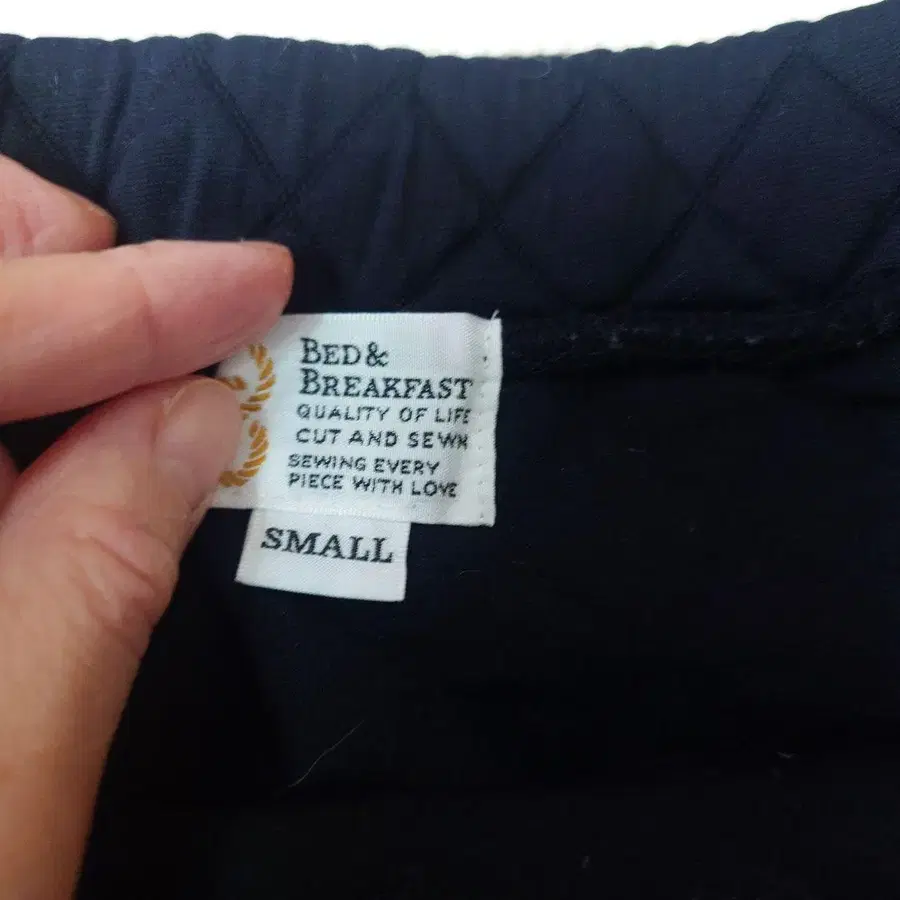 BED &
BREAKFAST
QUALITY OF LIFE
CUT AND SEWN
SEWING EVERY
PIECE WITH LOVE
SMALL